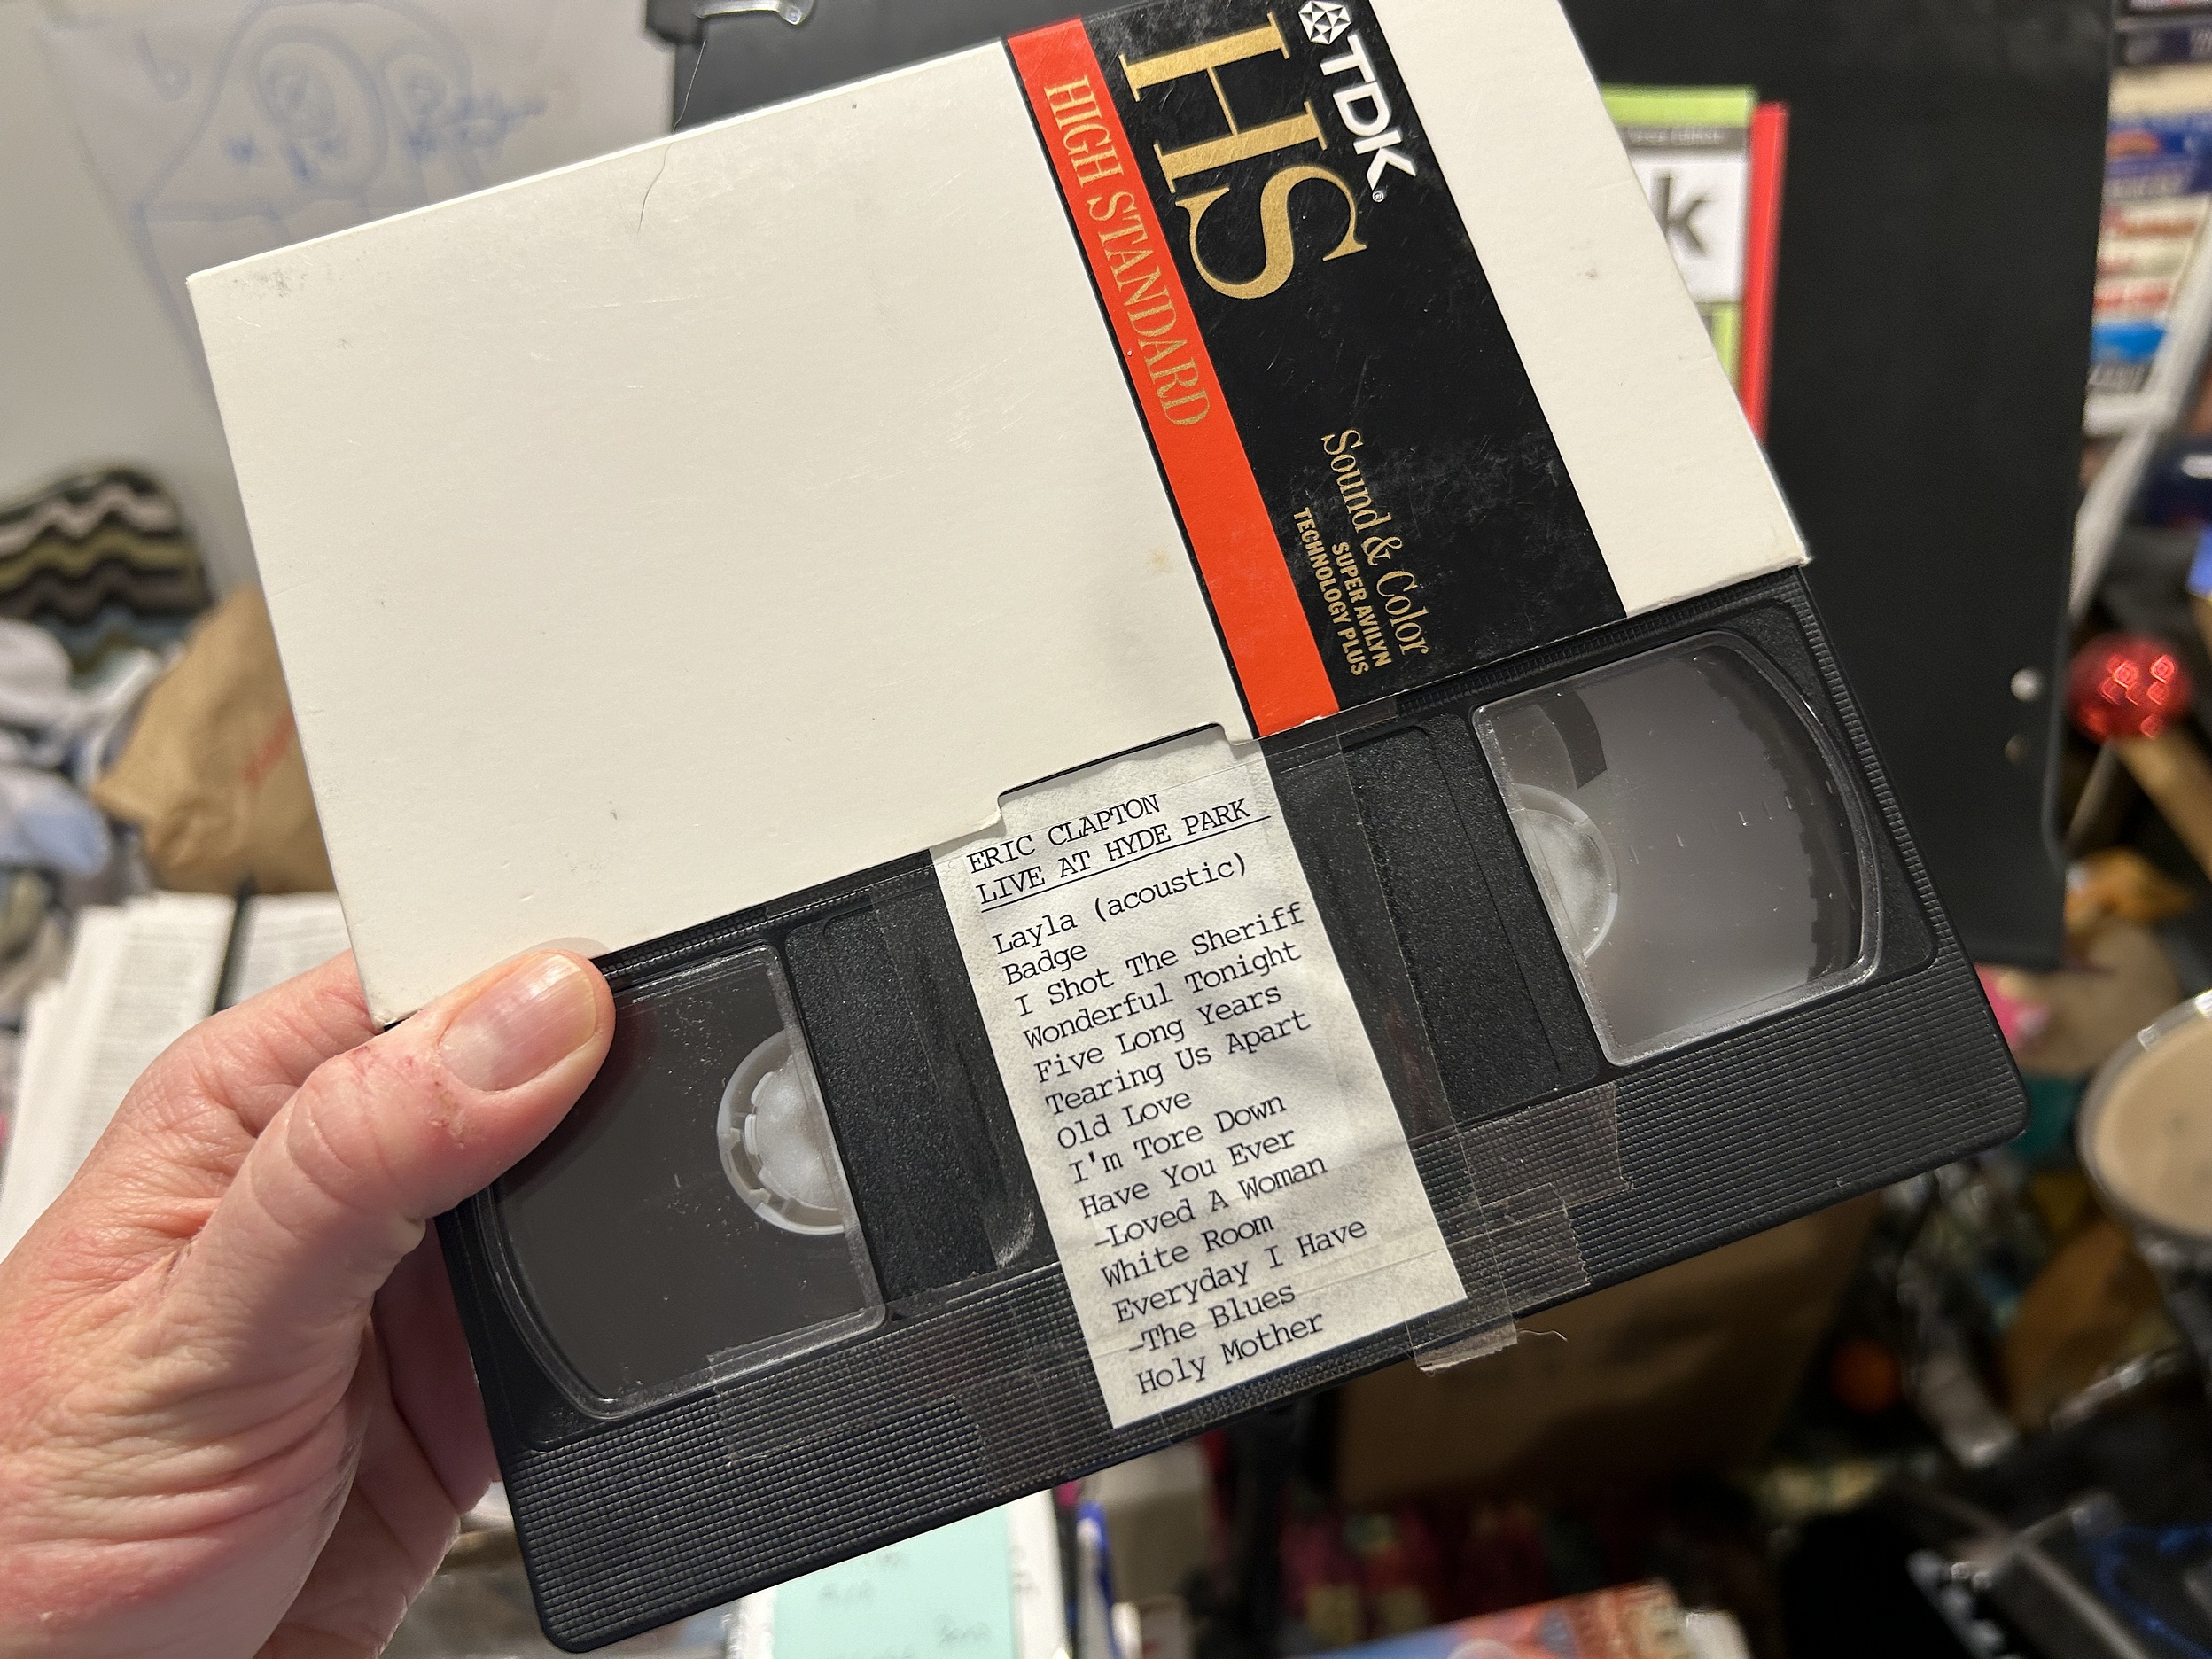 TDK
HS
HIGH STANDARD
Sound & Color
SUPER AVILYN
TECHNOLOGY PLUS
ERIC CLAPTON
LIVE AT HYDE PARK
Layla (acoustic)
Badge
I Shot The Sheriff
Wonderful Tonight
Five Long Years
Tearing Us Apart
Old Love
I'm Tore Down
Have You Ever
-Loved A Woman
White Room
Everyday I Have
-The Blues
Holy Mother
k